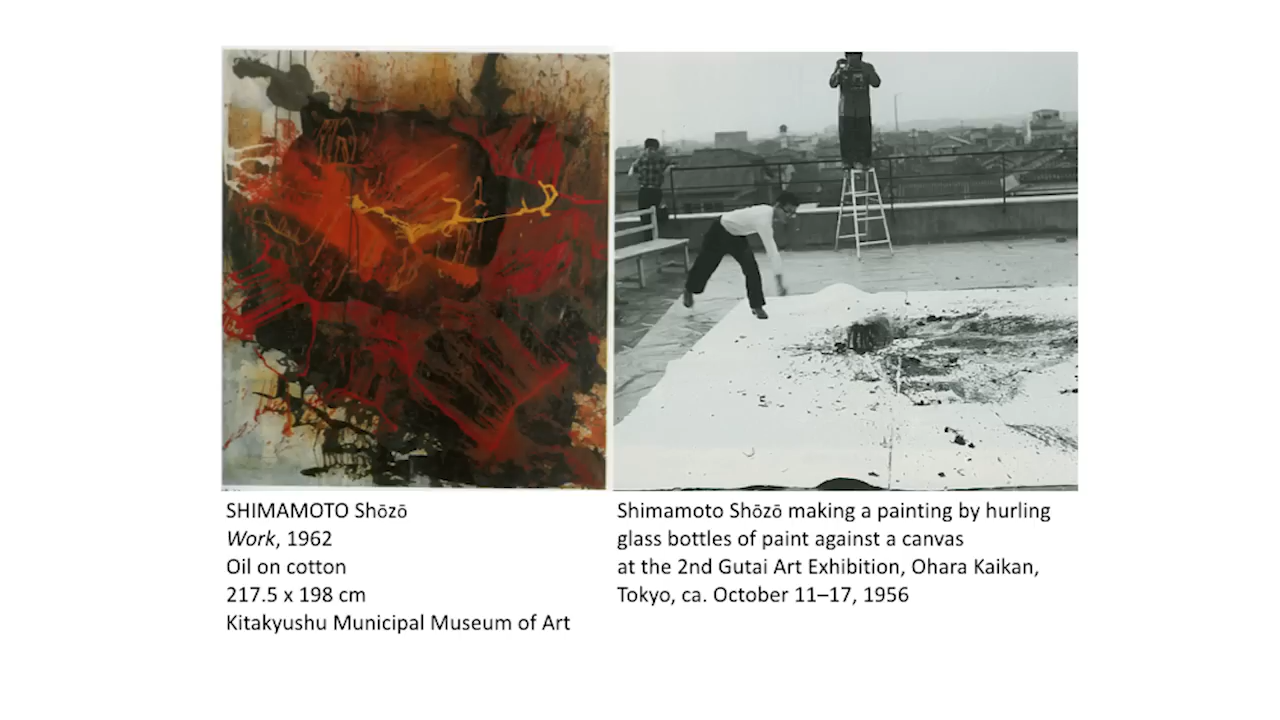 SHIMAMOTO Shōzō
Work, 1962
Oil on cotton
217.5 x 198 cm
Kitakyushu Municipal Museum of Art
Shimamoto Shōzō making a painting by hurling
glass bottles of paint against a canvas
at the 2nd Gutai Art Exhibition, Ohara Kaikan,
Tokyo, ca. October 11–17, 1956